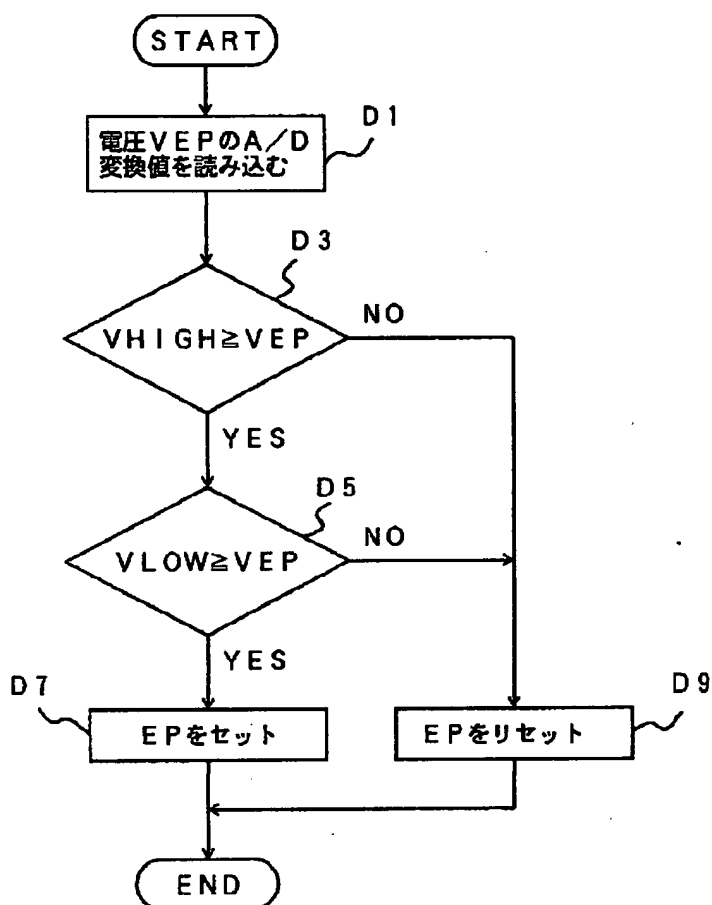 START
D1
電圧VEPのA/D
変換値を読み込む
D3
VHIGH≧VEP
NO
YES
D5
VLOW≧VEP
NO
YES
D7
EPをセット
D9
EPをリセット
END